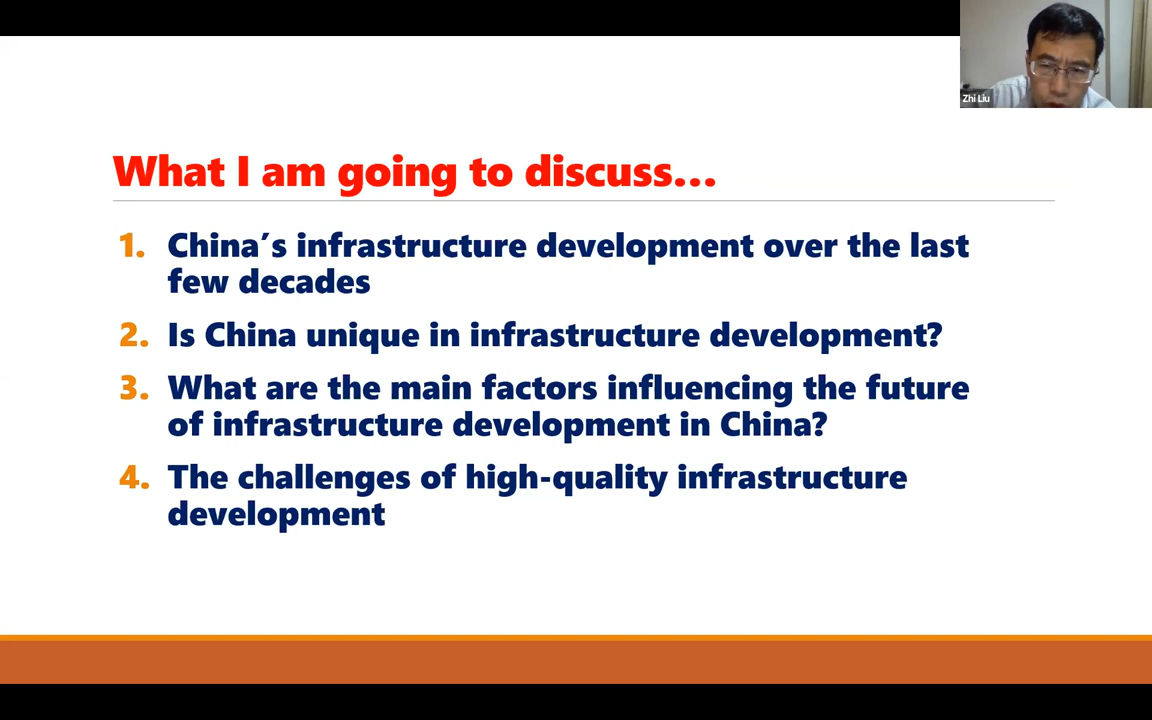 Zhi Liu
What I am going to discuss...
1. China's infrastructure development over the last
few decades
2. Is China unique in infrastructure development?
3. What are the main factors influencing the future
of infrastructure development in China?
4. The challenges of high-quality infrastructure
development